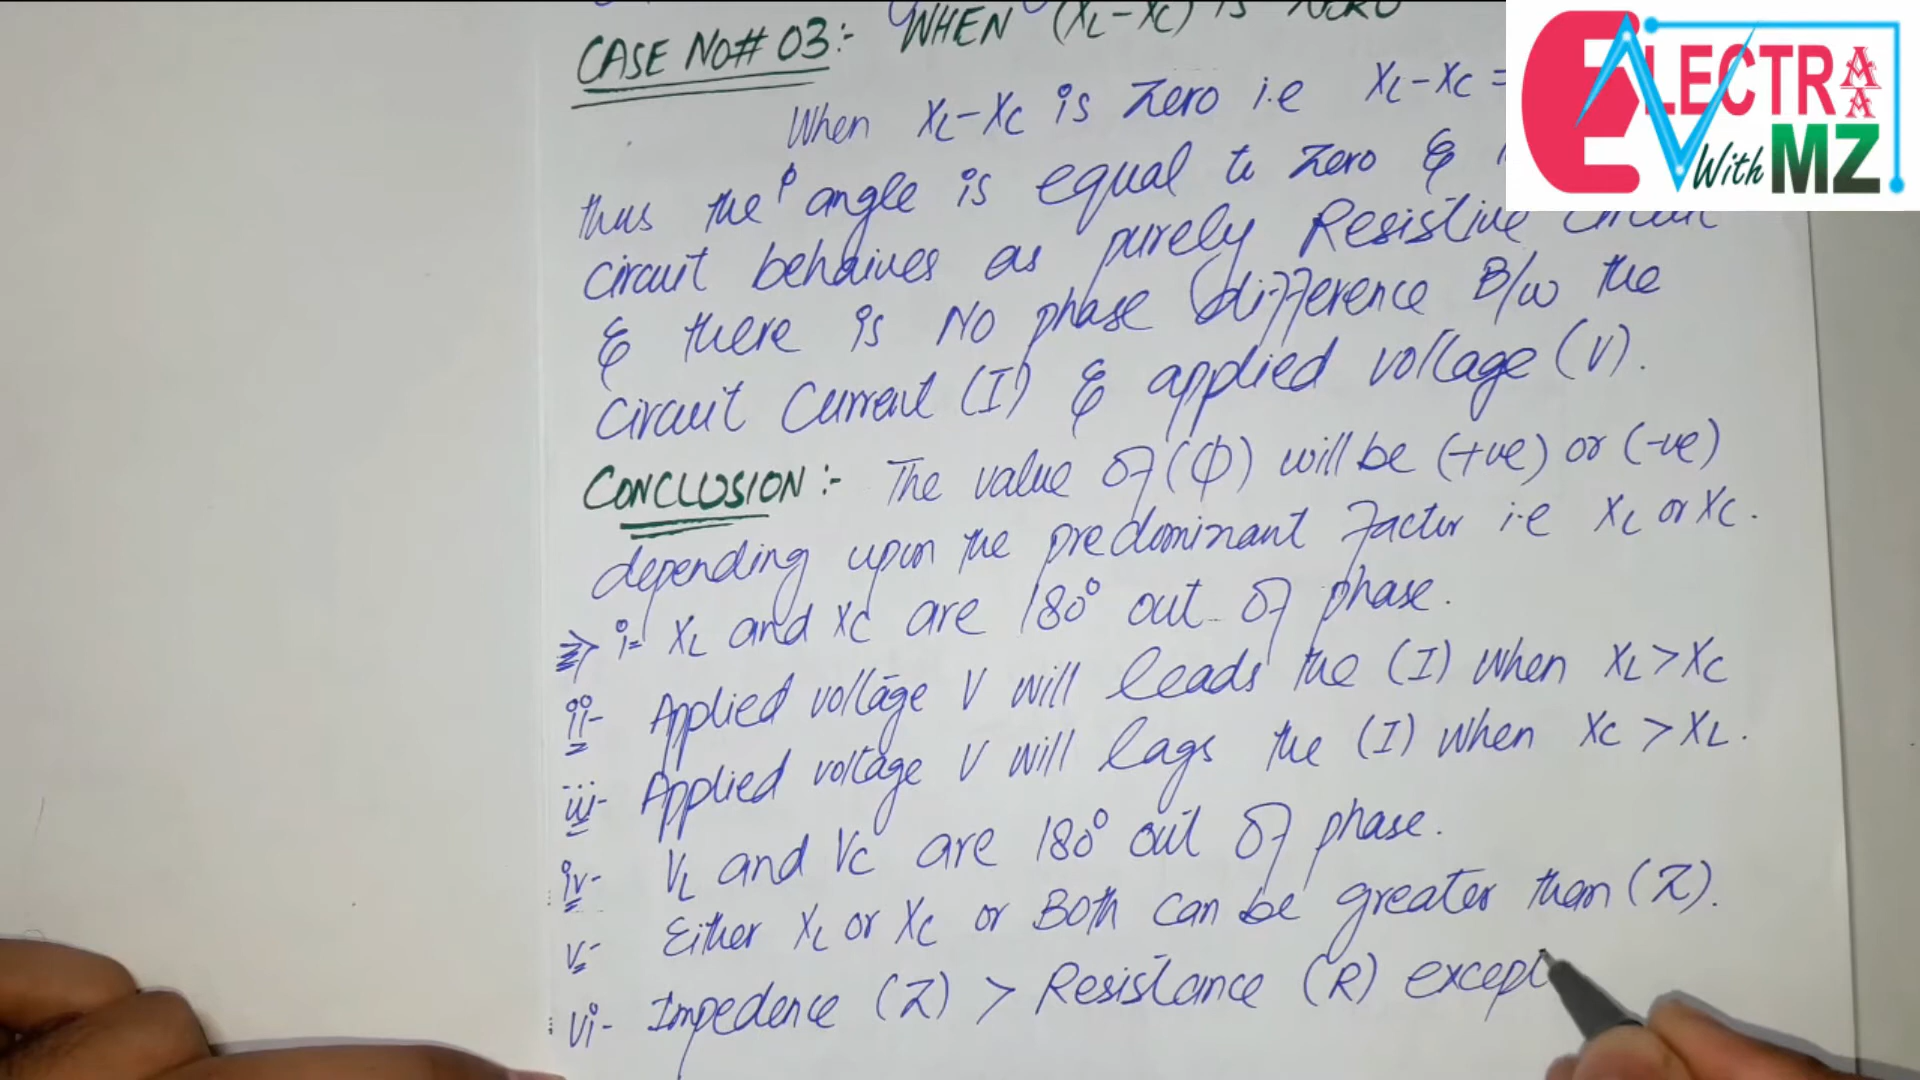 CASE NO# 03:- WHEN (XL-XC) is ZERO
When XL-XC is Zero i.e XL-XC =
thus the φ angle is equal to Zero &
circuit behaives as purely Resistive circuit
& there is NO phase difference B/w the
circuit Current (I) & applied voltage (V).
CONCLUSION:- The value of (φ) will be (+ve) or (-ve)
depending upon the predominant factor i.e XL or XC.
i- XL and XC are 180° out of phase.
ii- Applied voltage V will leads the (I) when XL > XC
iii- Applied voltage V will lags the (I) when XC > XL.
iv- VL and VC are 180° out of phase.
v- Either XL or XC or Both can be greater than (Z).
vi- Impedence (Z) > Resistance (R) except
ELECTRA
AA
With MZ